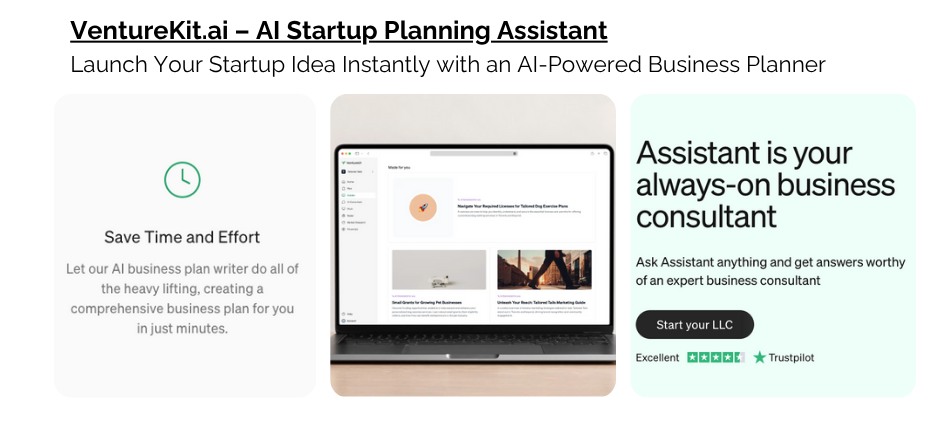 VentureKit.ai – AI Startup Planning Assistant
Launch Your Startup Idea Instantly with an AI-Powered Business Planner
Save Time and Effort
Let our AI business plan writer do all of
the heavy lifting, creating a
comprehensive business plan for you
in just minutes.
Made for you
Navigate Your Required Licenses for Tailored Dog Exercise Plans
Small Grants for Growing Pet Businesses
Unleash Your Reach: Tailored Tails Marketing Guide
Assistant is your
always-on business
consultant
Ask Assistant anything and get answers worthy
of an expert business consultant
Start your LLC
Excellent
Trustpilot